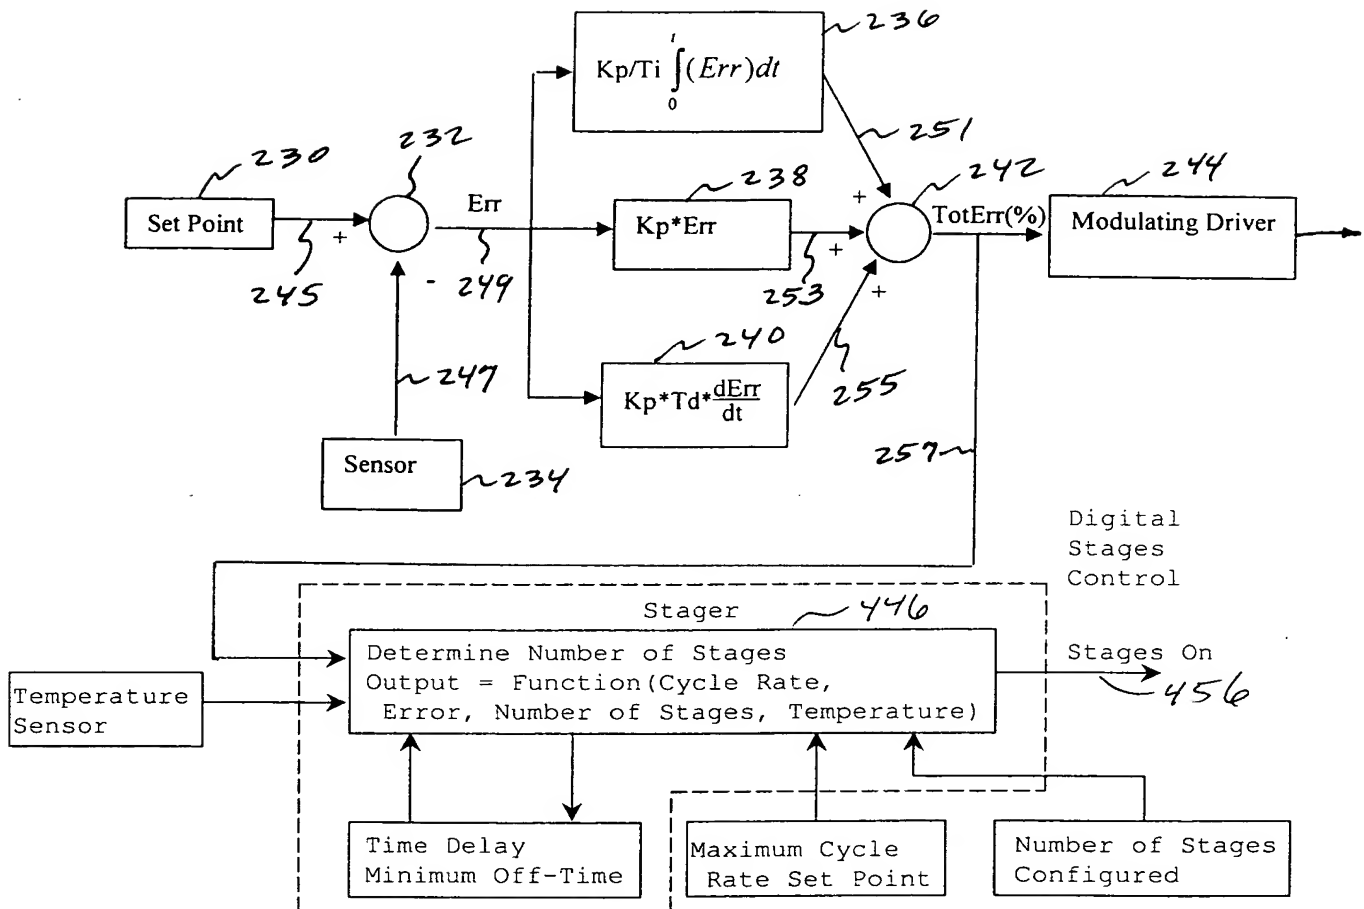 236
Kp/Ti ∫₀ᵗ (Err)dt
251
232
230
Set Point
+
245
Err
-
249
238
Kp*Err
+
+
253
242
TotErr(%)
244
Modulating Driver
+
240
Kp*Td*dErr/dt
255
247
Sensor
234
257
Digital
Stages
Control
Stager
446
Determine Number of Stages
Output = Function(Cycle Rate,
Error, Number of Stages, Temperature)
Stages On
456
Temperature
Sensor
Time Delay
Minimum Off-Time
Maximum Cycle
Rate Set Point
Number of Stages
Configured